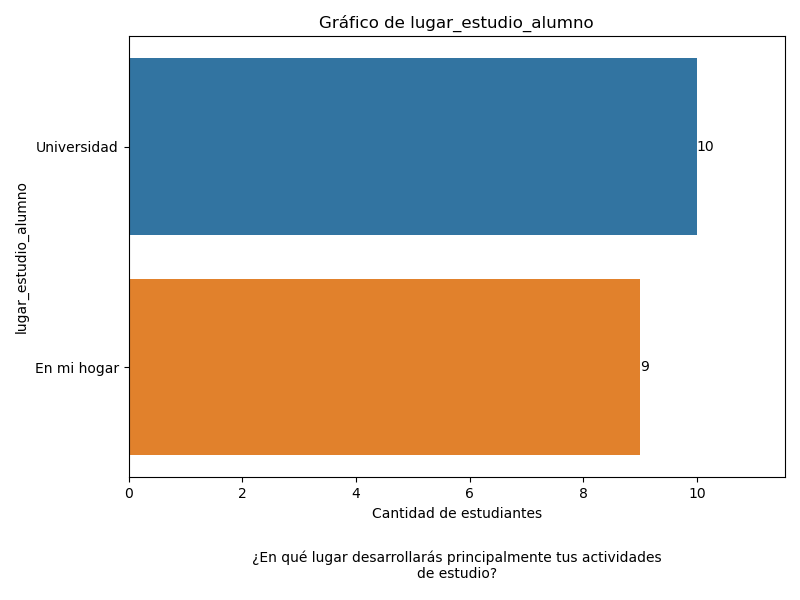 Gráfico de lugar_estudio_alumno
lugar_estudio_alumno
Universidad
10
En mi hogar
9
0 2 4 6 8 10
Cantidad de estudiantes
¿En qué lugar desarrollarás principalmente tus actividades
de estudio?